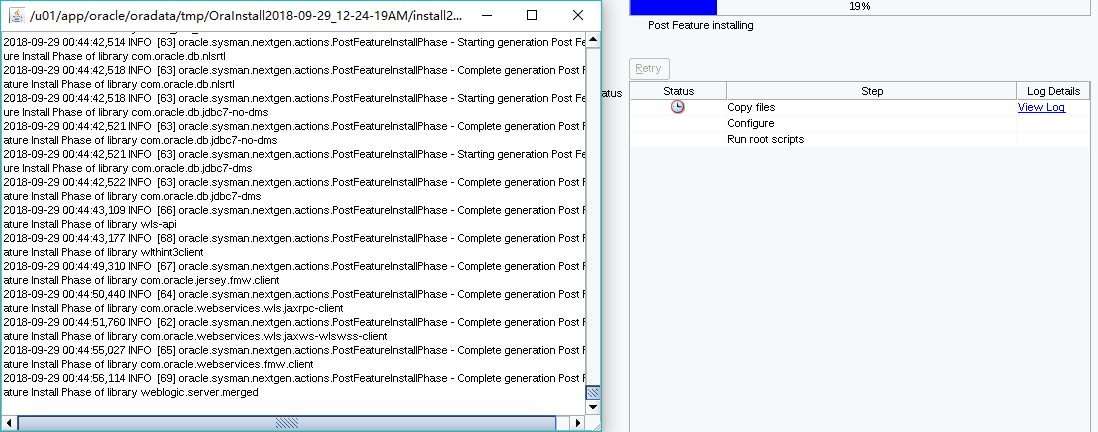 /u01/app/oracle/oradata/tmp/OraInstall2018-09-29_12-24-19AM/install2...
2018-09-29 00:44:42,514 INFO [63] oracle.sysman.nextgen.actions.PostFeatureInstallPhase - Starting generation Post Fe
ure Install Phase of library com.oracle.db.nlsrtl
2018-09-29 00:44:42,518 INFO [63] oracle.sysman.nextgen.actions.PostFeatureInstallPhase - Complete generation Post F
ature Install Phase of library com.oracle.db.nlsrtl
2018-09-29 00:44:42,518 INFO [63] oracle.sysman.nextgen.actions.PostFeatureInstallPhase - Starting generation Post Fe
ure Install Phase of library com.oracle.db.jdbc7-no-dms
2018-09-29 00:44:42,521 INFO [63] oracle.sysman.nextgen.actions.PostFeatureInstallPhase - Complete generation Post F
ature Install Phase of library com.oracle.db.jdbc7-no-dms
2018-09-29 00:44:42,521 INFO [63] oracle.sysman.nextgen.actions.PostFeatureInstallPhase - Starting generation Post Fe
ure Install Phase of library com.oracle.db.jdbc7-dms
2018-09-29 00:44:42,522 INFO [63] oracle.sysman.nextgen.actions.PostFeatureInstallPhase - Complete generation Post F
ature Install Phase of library com.oracle.db.jdbc7-dms
2018-09-29 00:44:43,109 INFO [66] oracle.sysman.nextgen.actions.PostFeatureInstallPhase - Complete generation Post F
ature Install Phase of library wls-api
2018-09-29 00:44:43,177 INFO [68] oracle.sysman.nextgen.actions.PostFeatureInstallPhase - Complete generation Post F
ature Install Phase of library wlthint3client
2018-09-29 00:44:49,310 INFO [67] oracle.sysman.nextgen.actions.PostFeatureInstallPhase - Complete generation Post F
ature Install Phase of library com.oracle.jersey.fmw.client
2018-09-29 00:44:50,440 INFO [64] oracle.sysman.nextgen.actions.PostFeatureInstallPhase - Complete generation Post F
ature Install Phase of library com.oracle.webservices.wls.jaxrpc-client
2018-09-29 00:44:51,760 INFO [62] oracle.sysman.nextgen.actions.PostFeatureInstallPhase - Complete generation Post F
ature Install Phase of library com.oracle.webservices.wls.jaxws-wlswss-client
2018-09-29 00:44:55,027 INFO [65] oracle.sysman.nextgen.actions.PostFeatureInstallPhase - Complete generation Post F
ature Install Phase of library com.oracle.webservices.fmw.client
2018-09-29 00:44:56,114 INFO [69] oracle.sysman.nextgen.actions.PostFeatureInstallPhase - Complete generation Post F
ature Install Phase of library weblogic.server.merged
19%
Post Feature installing
Retry
atus
Status Step Log Details
Copy files View Log
Configure
Run root scripts